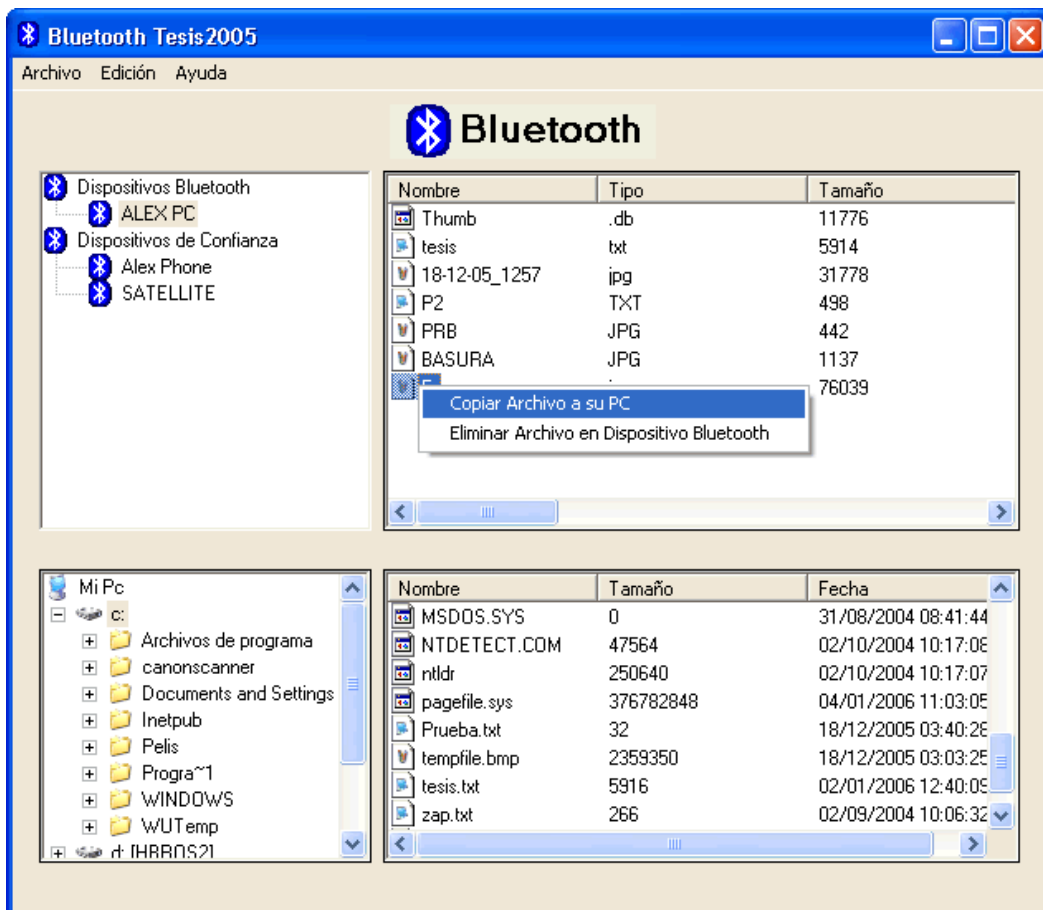 Bluetooth Tesis2005
Archivo Edición Ayuda
Bluetooth
Dispositivos Bluetooth
ALEX PC
Dispositivos de Confianza
Alex Phone
SATELLITE
Nombre Tipo Tamaño
Thumb .db 11776
tesis txt 5914
18-12-05_1257 jpg 31778
P2 TXT 498
PRB JPG 442
BASURA JPG 1137
76039
Copiar Archivo a su PC
Eliminar Archivo en Dispositivo Bluetooth
Mi Pc
c:
Archivos de programa
canonscanner
Documents and Settings
Inetpub
Pelis
Progra~1
WINDOWS
WUTemp
d: [HBROS2]
Nombre Tamaño Fecha
MSDOS.SYS 0 31/08/2004 08:41:44
NTDETECT.COM 47564 02/10/2004 10:17:08
ntldr 250640 02/10/2004 10:17:07
pagefile.sys 376782848 04/01/2006 11:03:05
Prueba.txt 32 18/12/2005 03:40:28
tempfile.bmp 2359350 18/12/2005 03:03:25
tesis.txt 5916 02/01/2006 12:40:09
zap.txt 266 02/09/2004 10:06:32